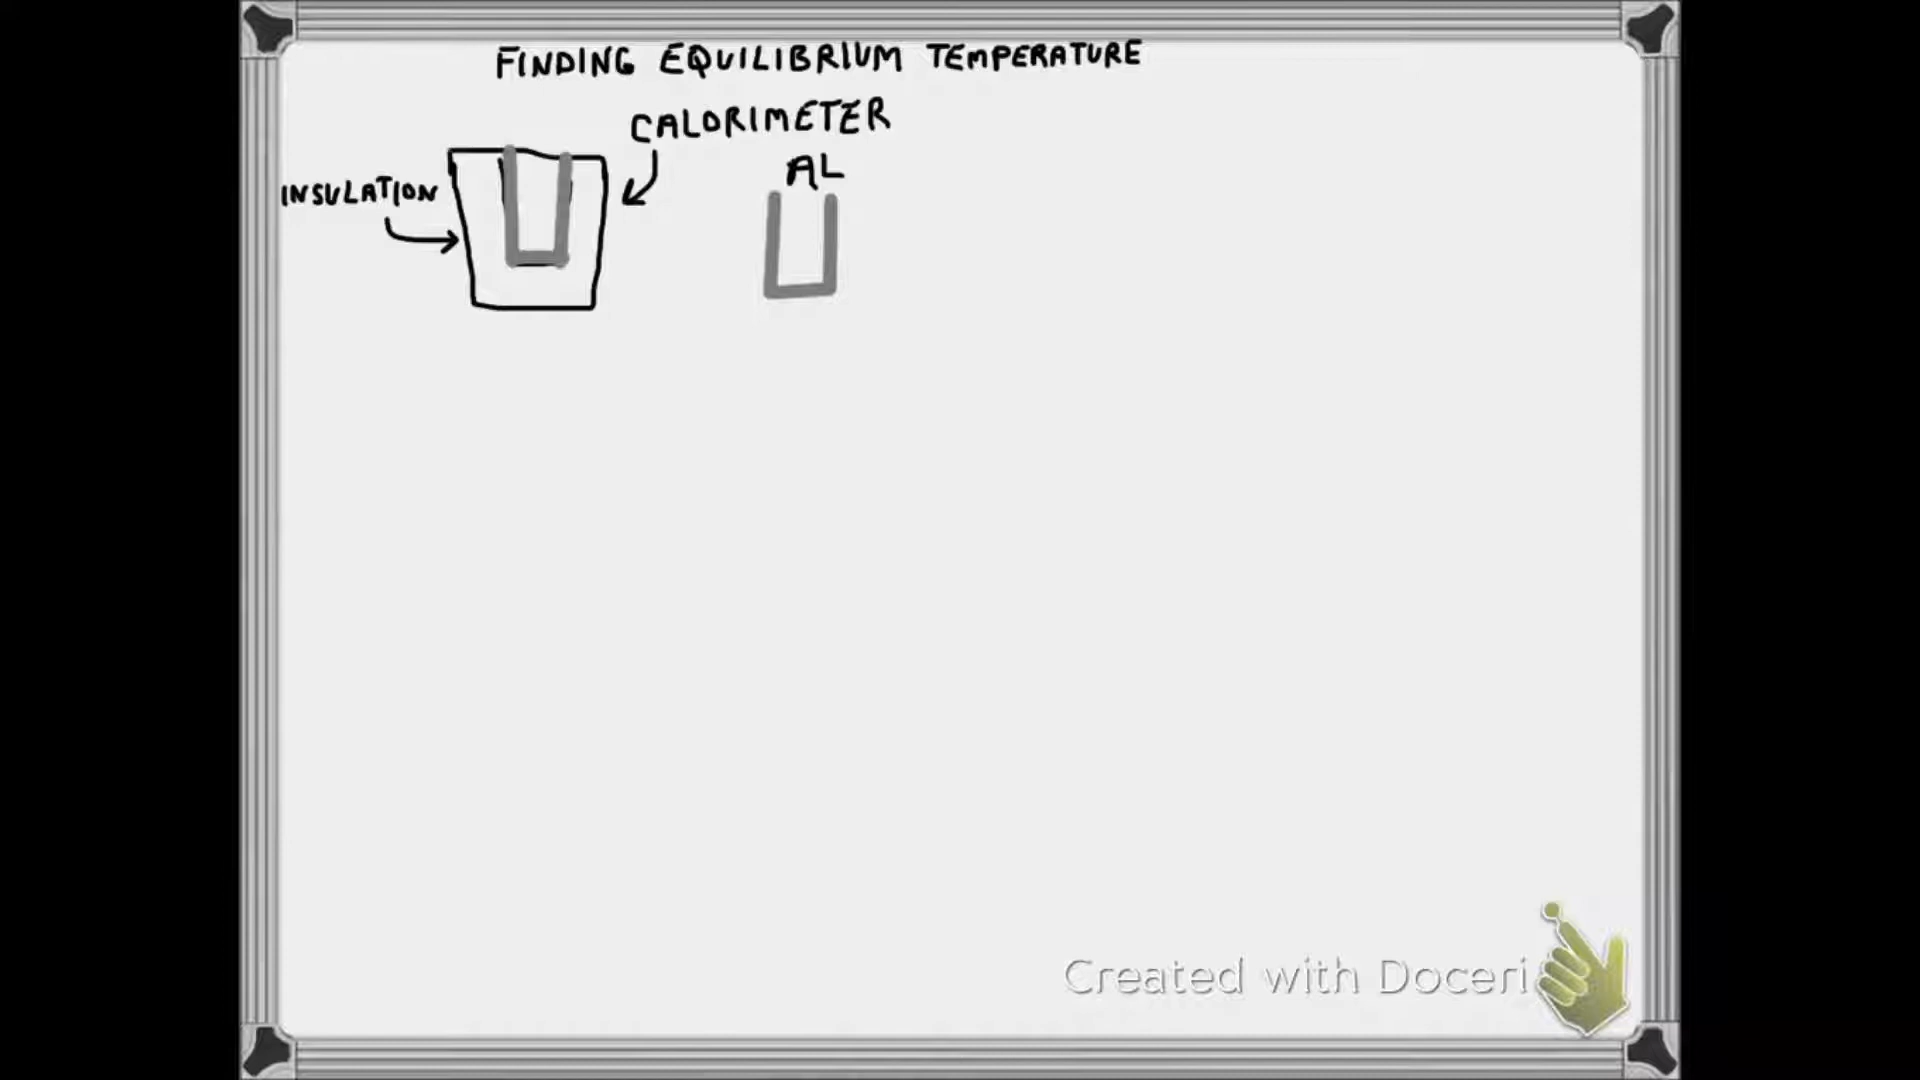 FINDING EQUILIBRIUM TEMPERATURE
CALORIMETER
AL
INSULATION
Created with Doceri